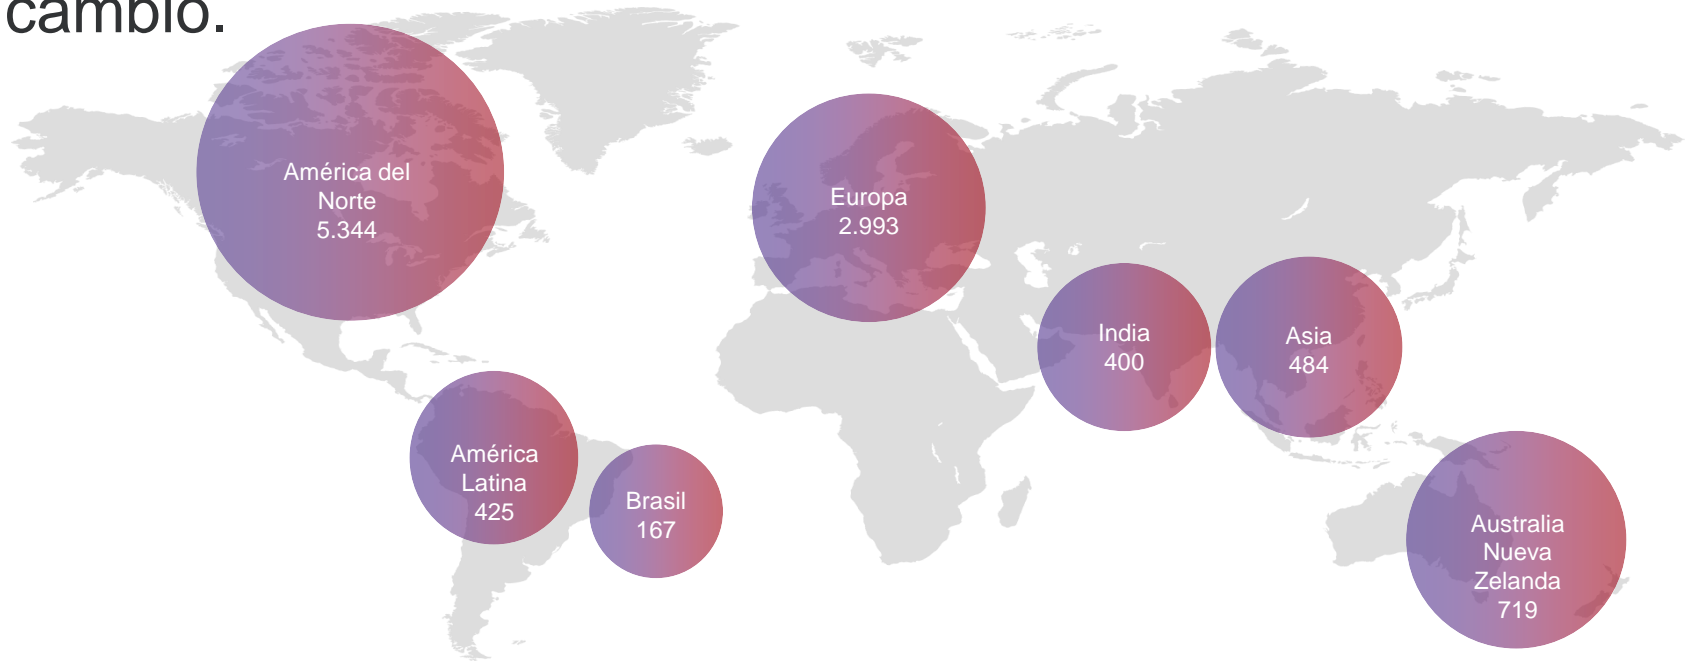 cambio.
América del
Norte
5.344
Europa
2.993
India
400
Asia
484
América
Latina
425
Brasil
167
Australia
Nueva
Zelanda
719